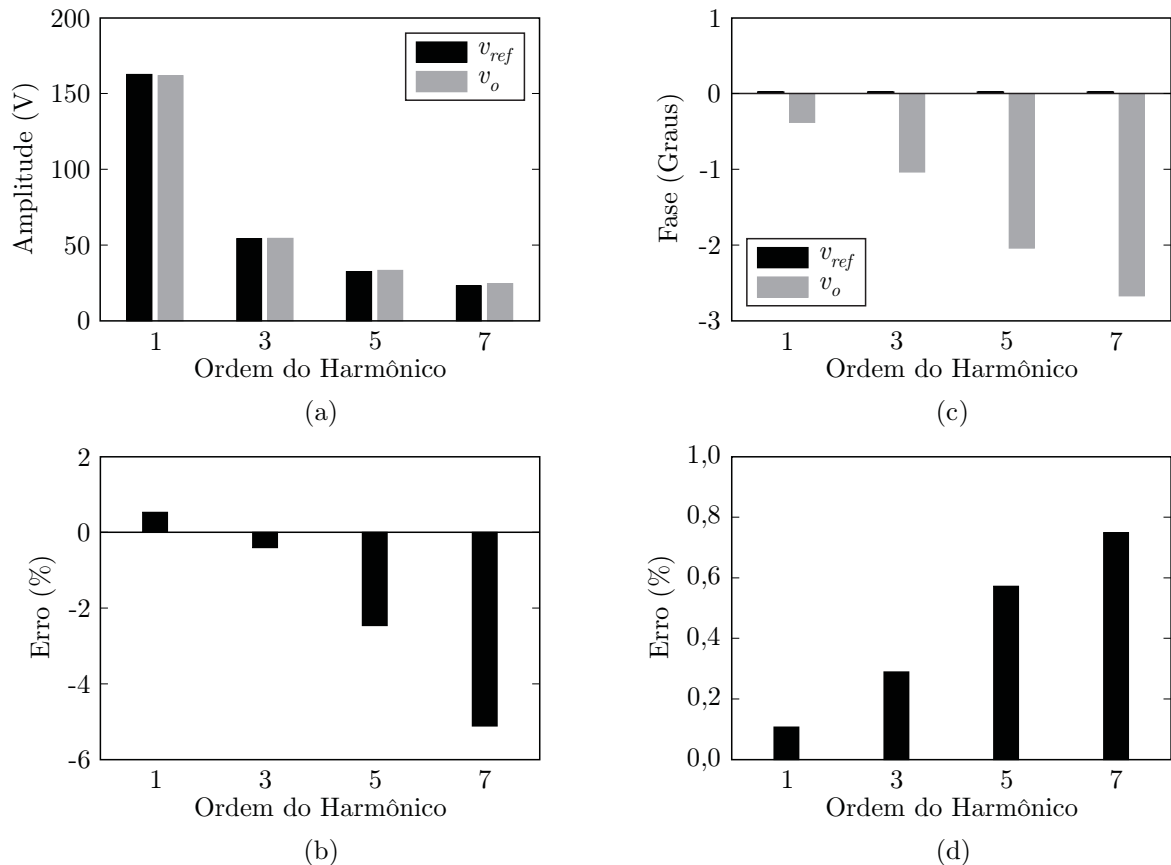 200
150
100
50
0
Amplitude (V)
v_ref
v_o
1 3 5 7
Ordem do Harmônico
(a)
1
0
-1
-2
-3
Fase (Graus)
v_ref
v_o
1 3 5 7
Ordem do Harmônico
(c)
2
0
-2
-4
-6
Erro (%)
1 3 5 7
Ordem do Harmônico
(b)
1,0
0,8
0,6
0,4
0,2
0,0
Erro (%)
1 3 5 7
Ordem do Harmônico
(d)